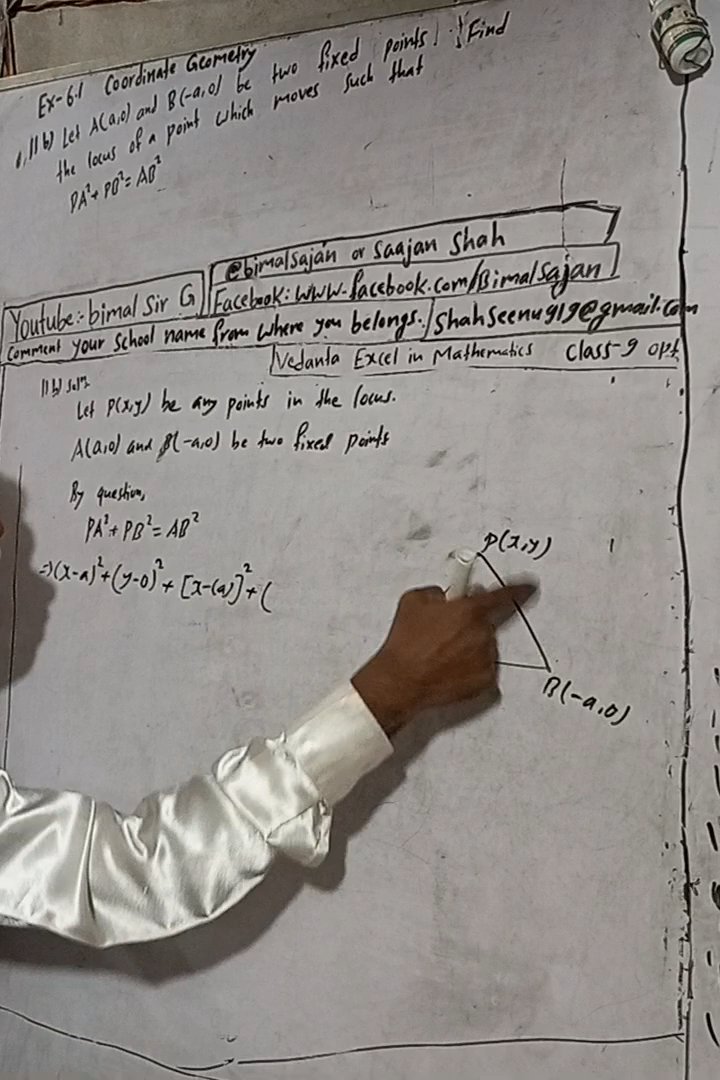 Ex-6.1 Coordinate Geometry
11 b) Let A(a,0) and B(-a,0) be two fixed points. Find
the locus of a point which moves such that
PA²+PB²=AB²
@bimalsajan or Saajan Shah
Youtube:- bimal Sir G
Facebook: www.facebook.com/Bimalsajan
Comment your School name from where you belongs.
Shahseenu919@gmail.com
Vedanta Excel in Mathematics Class-9 opt.
11 b) Solⁿ
Let P(x,y) be any points in the locus.
A(a,0) and B(-a,0) be two fixed points
By question,
PA²+PB²=AB²
⇒(x-a)²+(y-0)²+[x-(a)]²+(
P(x,y)
B(-a,0)